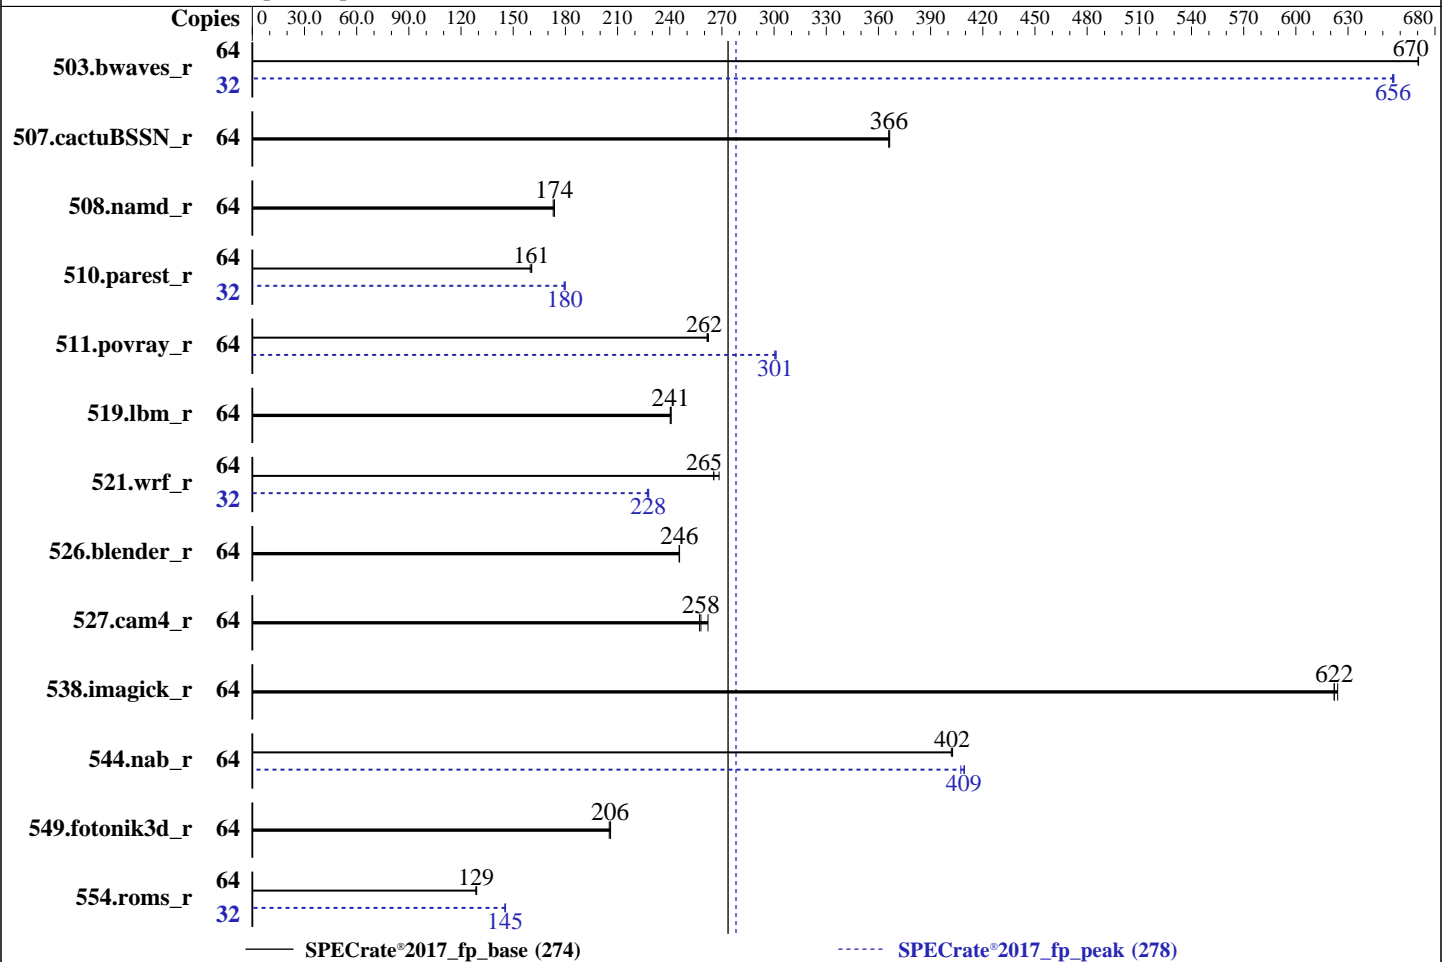 Copies 0 30.0 60.0 90.0 120 150 180 210 240 270 300 330 360 390 420 450 480 510 540 570 600 630 680
503.bwaves_r 64 670
32 656
507.cactuBSSN_r 64 366
508.namd_r 64 174
510.parest_r 64 161
32 180
511.povray_r 64 262
301
519.lbm_r 64 241
521.wrf_r 64 265
32 228
526.blender_r 64 246
527.cam4_r 64 258
538.imagick_r 64 622
544.nab_r 64 402
409
549.fotonik3d_r 64 206
554.roms_r 64 129
32 145
SPECrate®2017_fp_base (274) SPECrate®2017_fp_peak (278)